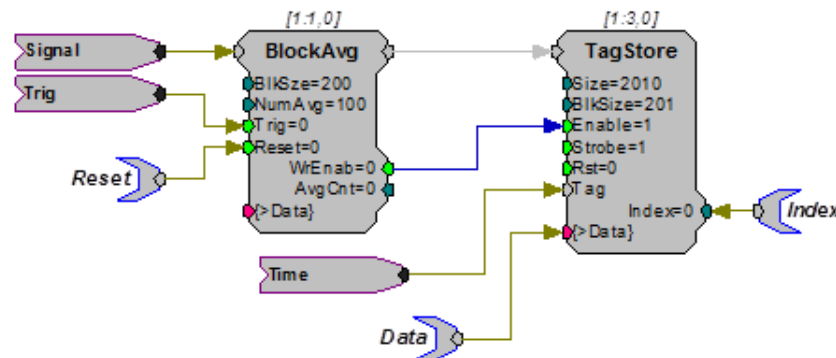 [1:1,0]
[1:3,0]
Signal
Trig
Reset
BlockAvg
BlkSze=200
NumAvg=100
Trig=0
Reset=0
WrEnab=0
AvgCnt=0
{>Data}
Time
Data
TagStore
Size=2010
BlkSize=201
Enable=1
Strobe=1
Rst=0
Tag
Index=0
{>Data}
Index